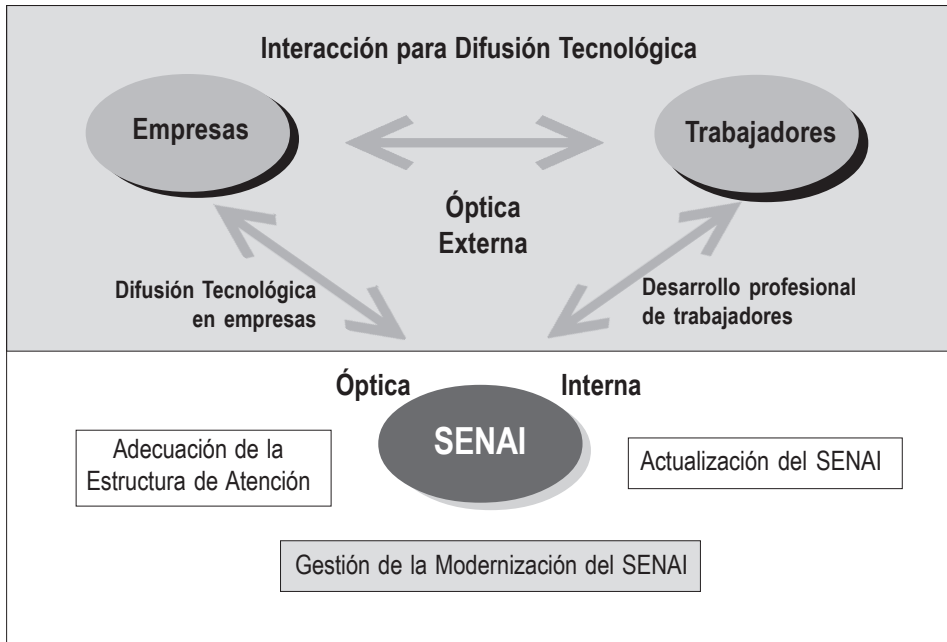 Interacción para Difusión Tecnológica
Empresas
Trabajadores
Óptica
Externa
Difusión Tecnológica
en empresas
Desarrollo profesional
de trabajadores
Óptica
Interna
SENAI
Adecuación de la
Estructura de Atención
Actualización del SENAI
Gestión de la Modernización del SENAI